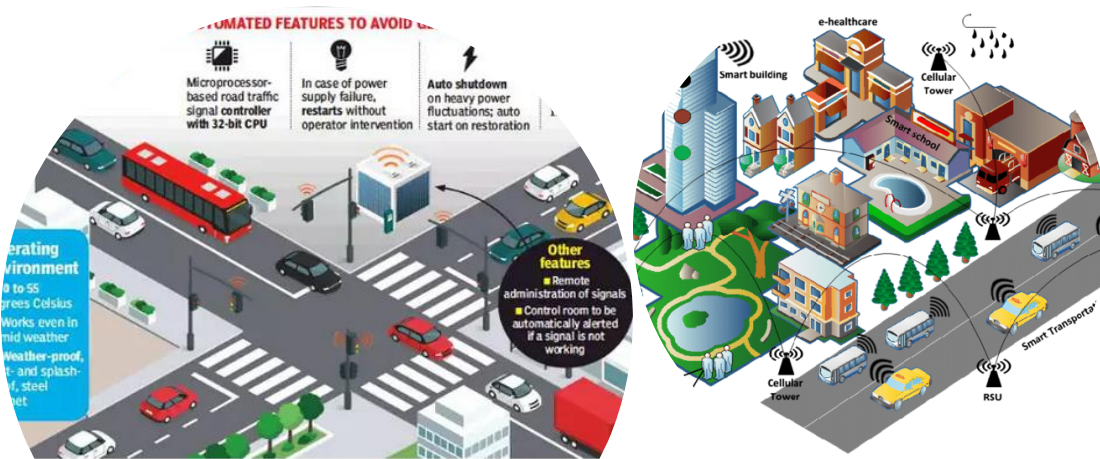 AUTOMATED FEATURES TO AVOID
Microprocessor-
based road traffic
signal controller
with 32-bit CPU
In case of power
supply failure,
restarts without
operator intervention
Auto shutdown
on heavy power
fluctuations; auto
start on restoration
erating
vironment
0 to 55
grees Celsius
Works even in
mid weather
Weather-proof,
t- and splash-
of, steel
net
Other
features
Remote
administration of signals
Control room to be
automatically alerted
if a signal is not
working
e-healthcare
Smart building
Cellular
Tower
Smart school
Smart Transporta
Cellular
Tower
RSU